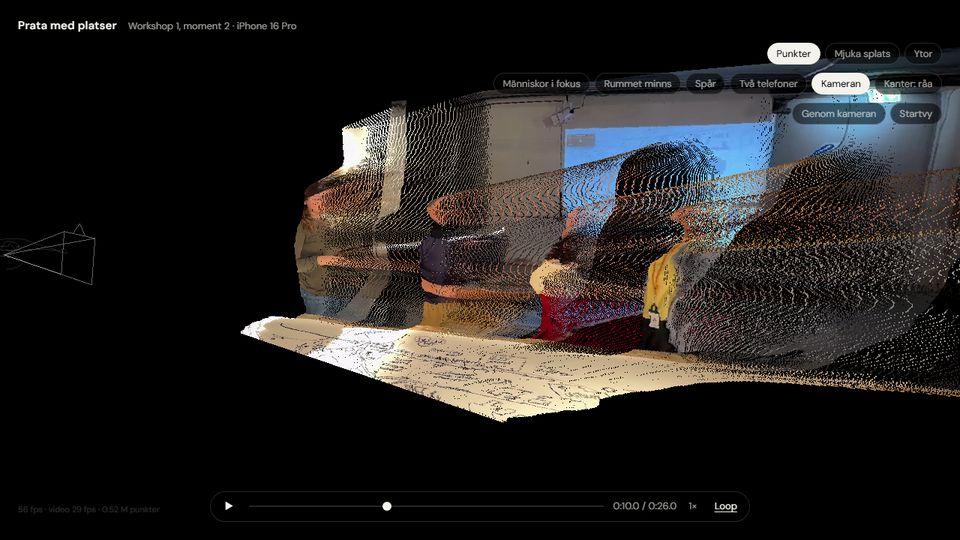 Prata med platser Workshop 1, moment 2 · iPhone 16 Pro
Punkter Mjuka splats Ytor
Människor i fokus Rummet minns Spår Två telefoner Kameran Kanter: råa
Genom kameran Startvy
56 fps · video 29 fps · 0.52 M punkter
0:10.0 / 0:26.0 1× Loop